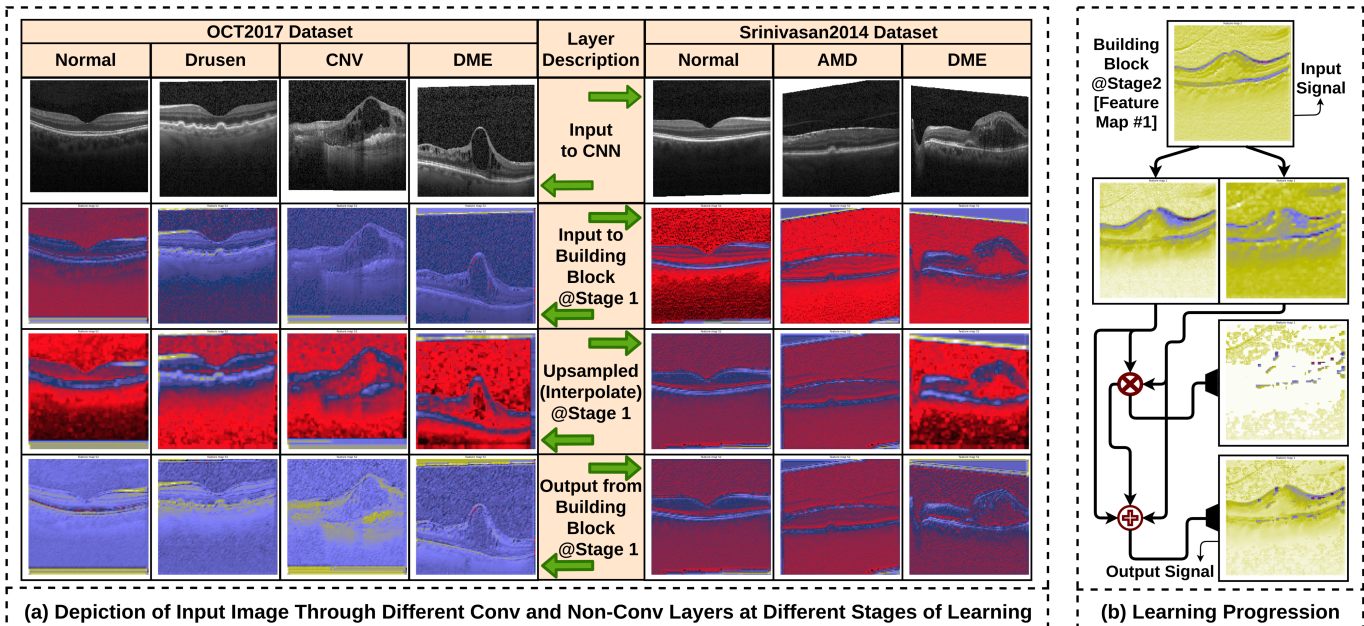 OCT2017 Dataset
Layer
Description
Srinivasan2014 Dataset
Normal
Drusen
CNV
DME
Normal
AMD
DME
Input
to CNN
Input to
Building
Block
@Stage 1
Upsampled
(Interpolate)
@Stage 1
Output from
Building
Block
@Stage 1
(a) Depiction of Input Image Through Different Conv and Non-Conv Layers at Different Stages of Learning
Building
Block
@Stage2
[Feature
Map #1]
Input
Signal
Output Signal
(b) Learning Progression